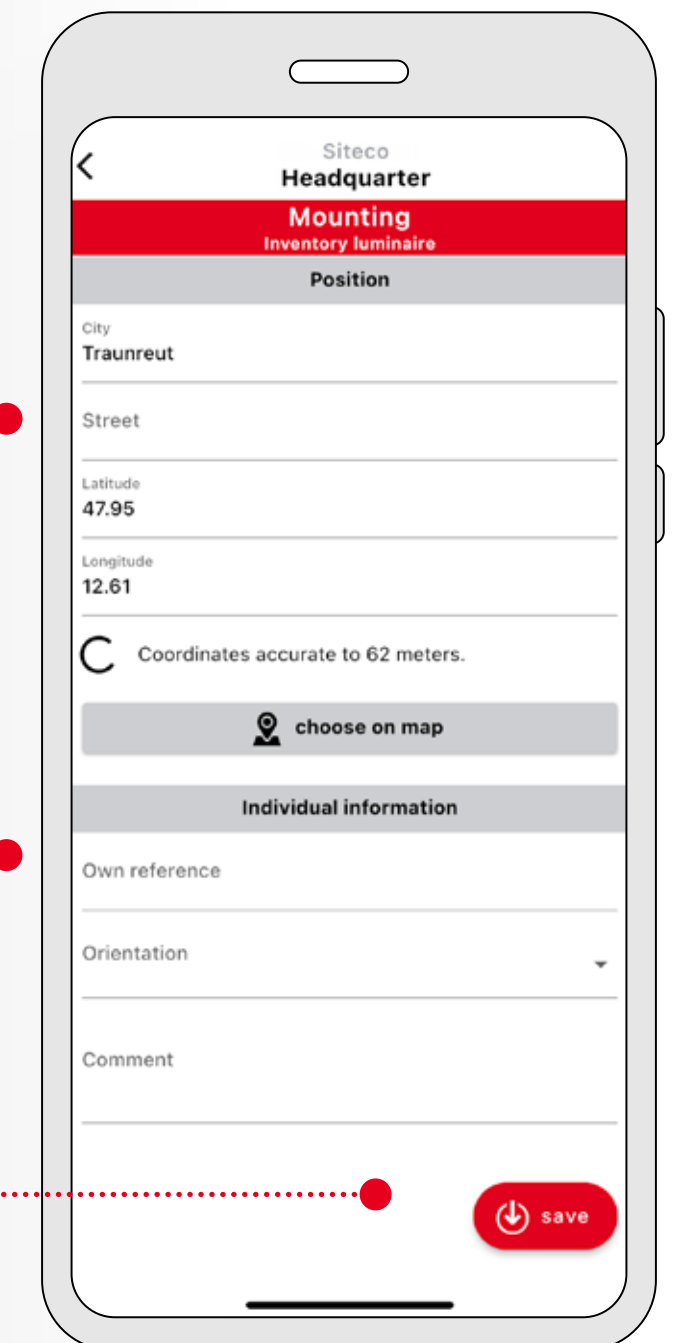 Siteco
Headquarter
Mounting
Inventory luminaire
Position
City
Traunreut
Street
Latitude
47.95
Longitude
12.61
Coordinates accurate to 62 meters.
choose on map
Individual information
Own reference
Orientation
Comment
save